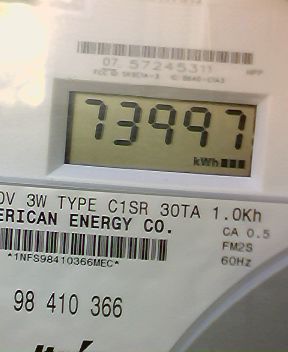 07 57245311
73997
kWh
0V 3W TYPE C1SR 30TA 1.0Kh
ERICAN ENERGY CO.
CA 0.5
FM2S
*1NFS98410366MEC*
60Hz
98 410 366